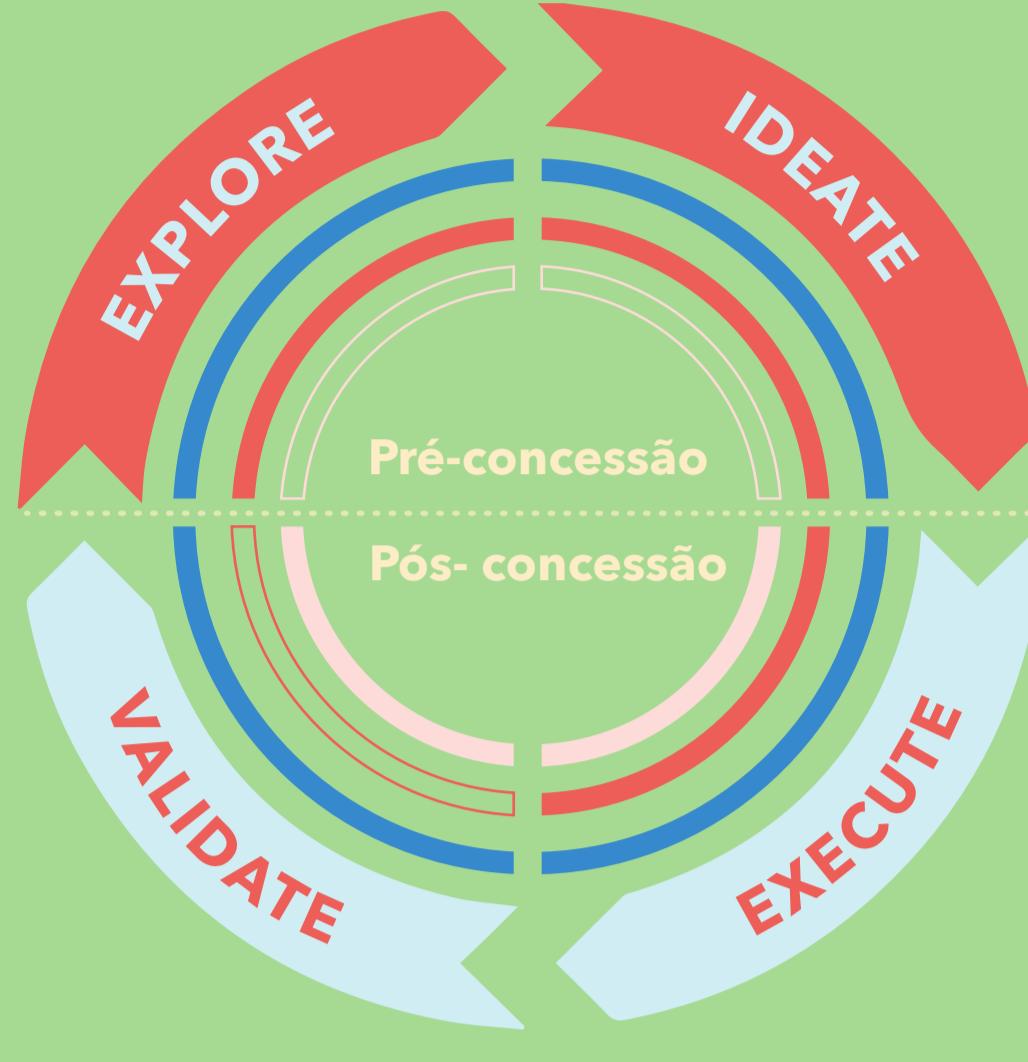 EXPLORE
IDEATE
Pré-concessão
Pós- concessão
VALIDATE
EXECUTE